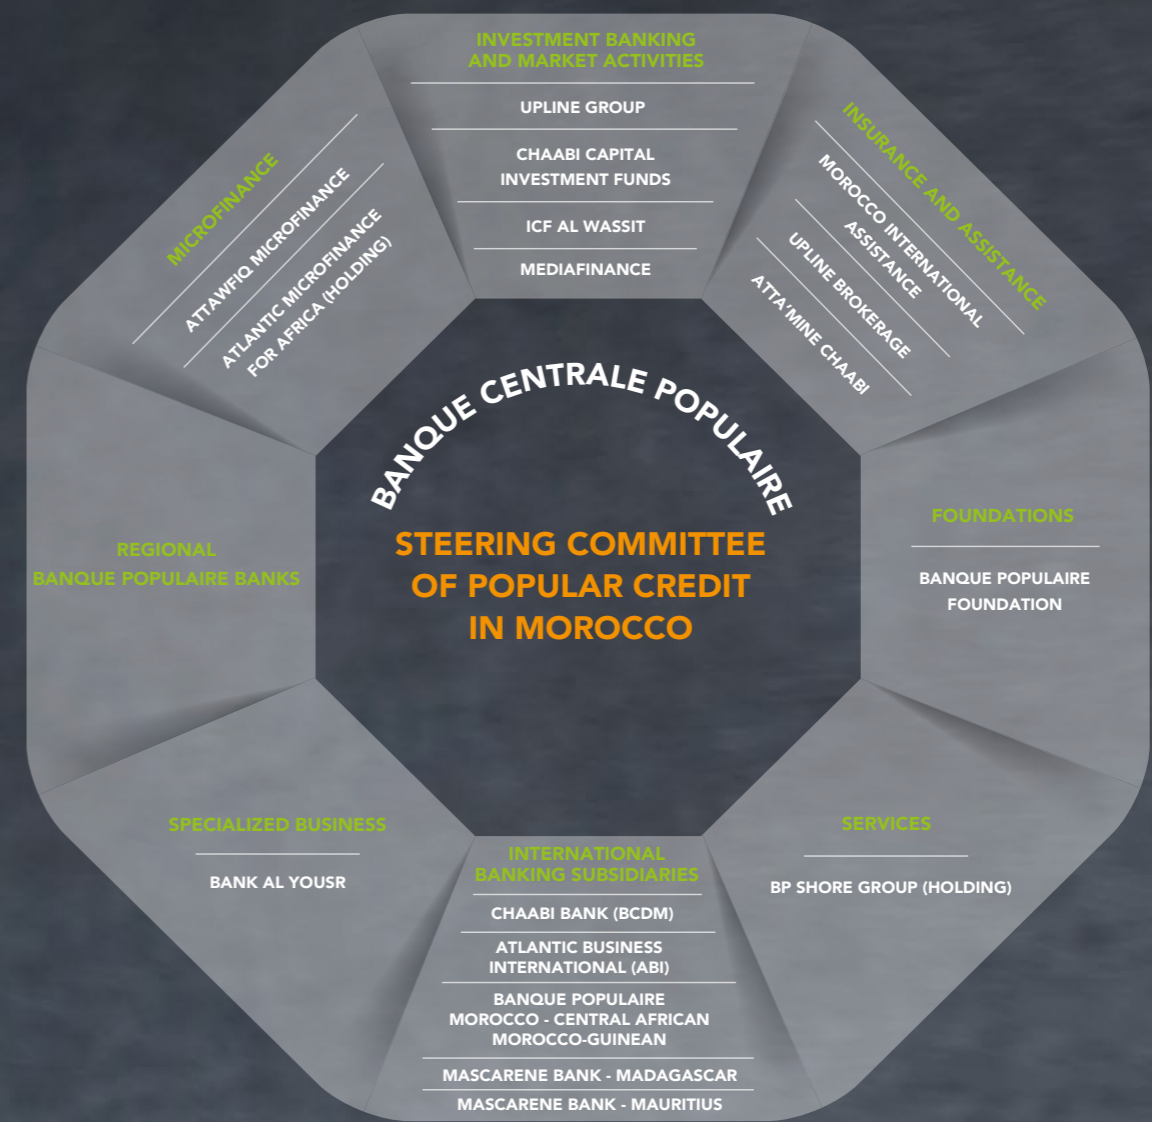 INVESTMENT BANKING
AND MARKET ACTIVITIES
UPLINE GROUP
CHAABI CAPITAL
INVESTMENT FUNDS
ICF AL WASSIT
MEDIAFINANCE
INSURANCE AND ASSISTANCE
MOROCCO INTERNATIONAL
ASSISTANCE
UPLINE BROKERAGE
ATTA'MINE CHAABI
MICROFINANCE
ATTAWFIQ MICROFINANCE
ATLANTIC MICROFINANCE
FOR AFRICA (HOLDING)
BANQUE CENTRALE POPULAIRE
STEERING COMMITTEE
OF POPULAR CREDIT
IN MOROCCO
FOUNDATIONS
BANQUE POPULAIRE
FOUNDATION
REGIONAL
BANQUE POPULAIRE BANKS
SPECIALIZED BUSINESS
BANK AL YOUSR
INTERNATIONAL
BANKING SUBSIDIARIES
CHAABI BANK (BCDM)
ATLANTIC BUSINESS
INTERNATIONAL (ABI)
BANQUE POPULAIRE
MOROCCO - CENTRAL AFRICAN
MOROCCO-GUINEAN
MASCARENE BANK - MADAGASCAR
MASCARENE BANK - MAURITIUS
SERVICES
BP SHORE GROUP (HOLDING)